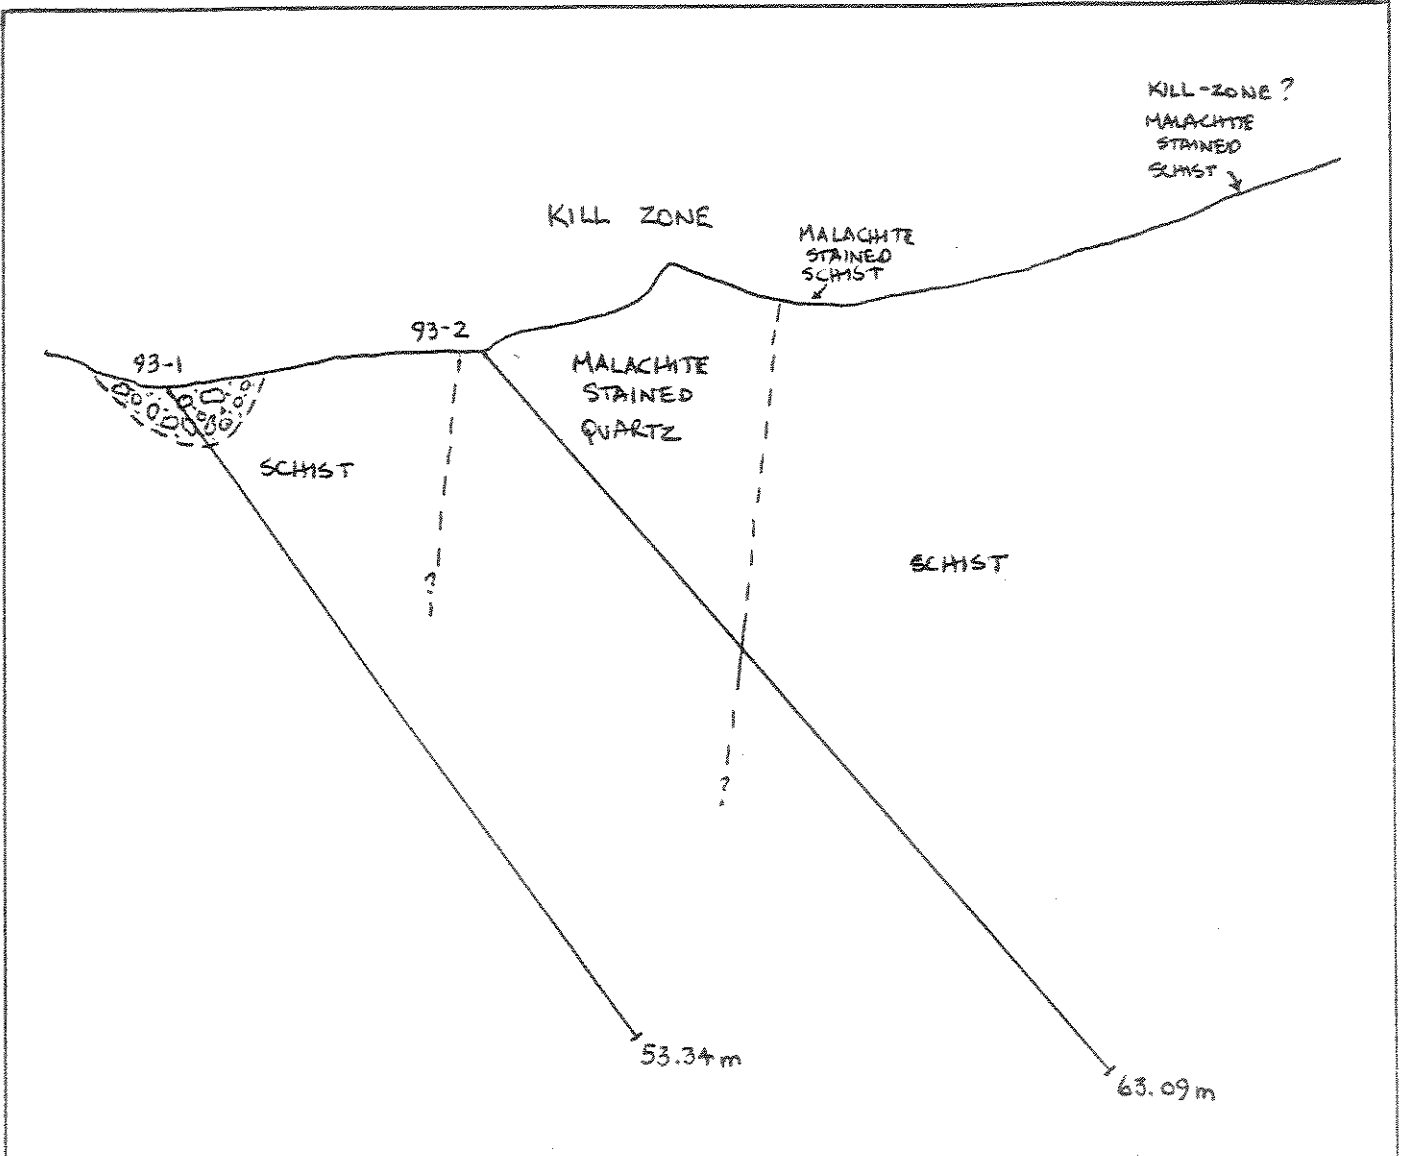 KILL-ZONE?
MALACHITE
STAINED
SCHIST
KILL ZONE
MALACHITE
STAINED
SCHIST
93-2
93-1
MALACHITE
STAINED
QUARTZ
SCHIST
SCHIST
?
?
53.34m
63.09m